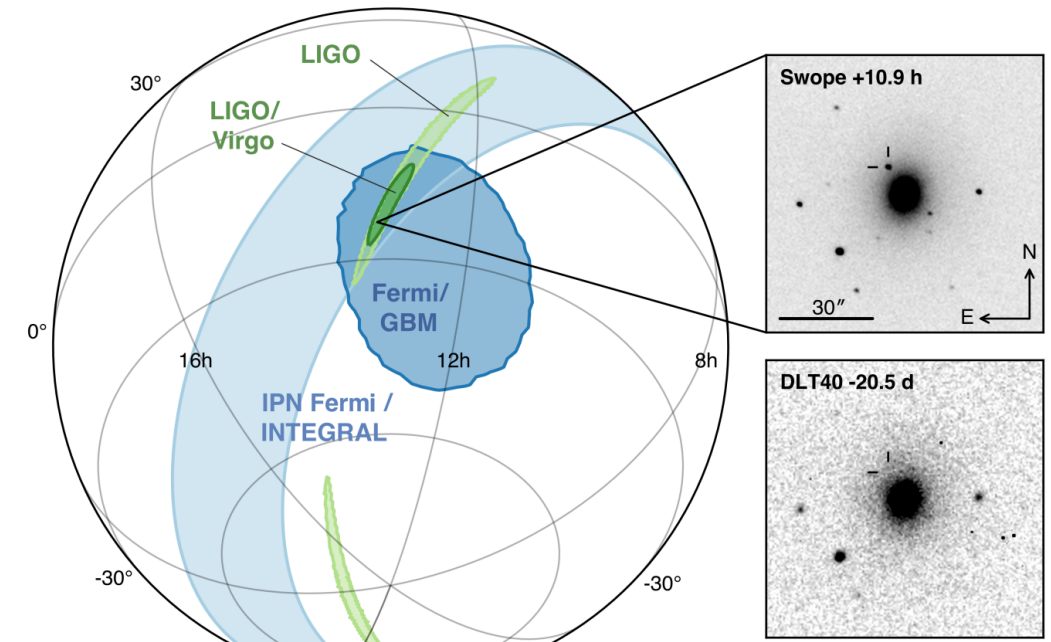 LIGO
30°
LIGO/
Virgo
Fermi/
GBM
0°
16h
12h
8h
IPN Fermi /
INTEGRAL
-30°
-30°
Swope +10.9 h
N
30″
E
DLT40 -20.5 d